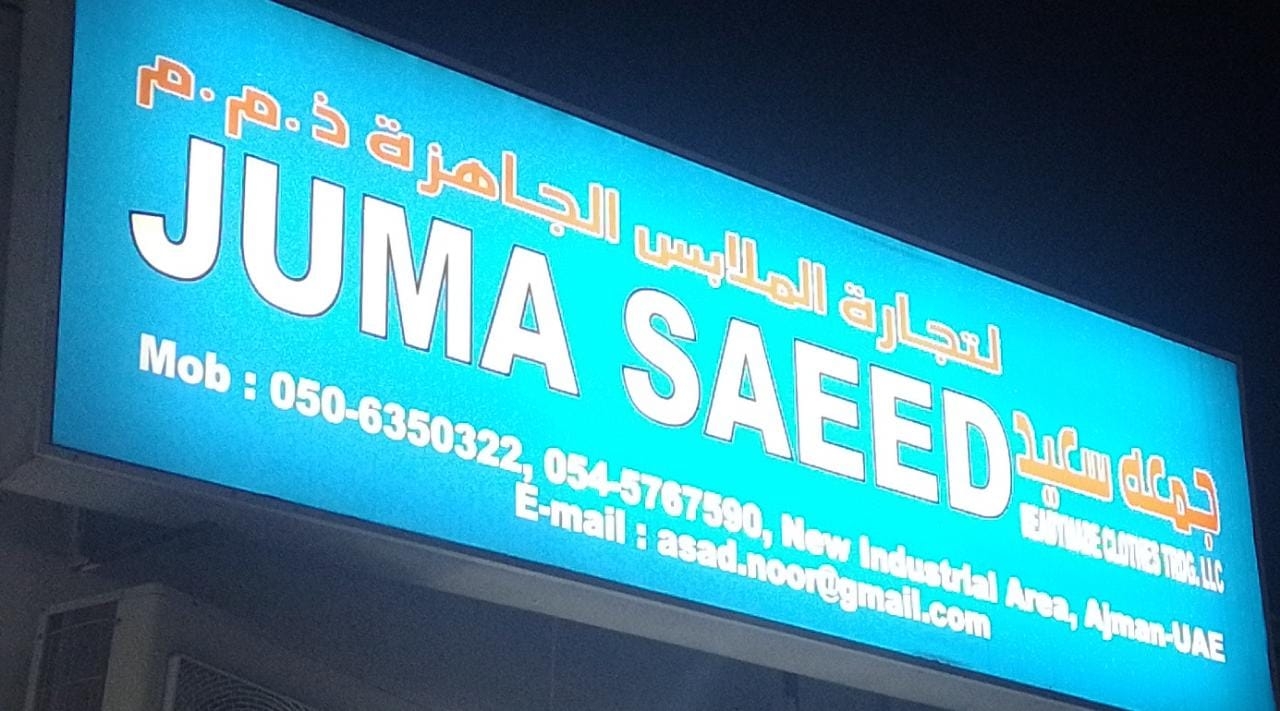 لتجارة الملابس الجاهزة ذ.م.م
جمعه سعيد
JUMA SAEED
READYMADE CLOTHES TRDG. LLC
Mob : 050-6350322, 054-5767590, New Industrial Area, Ajman-UAE
E-mail : asad.noor@gmail.com